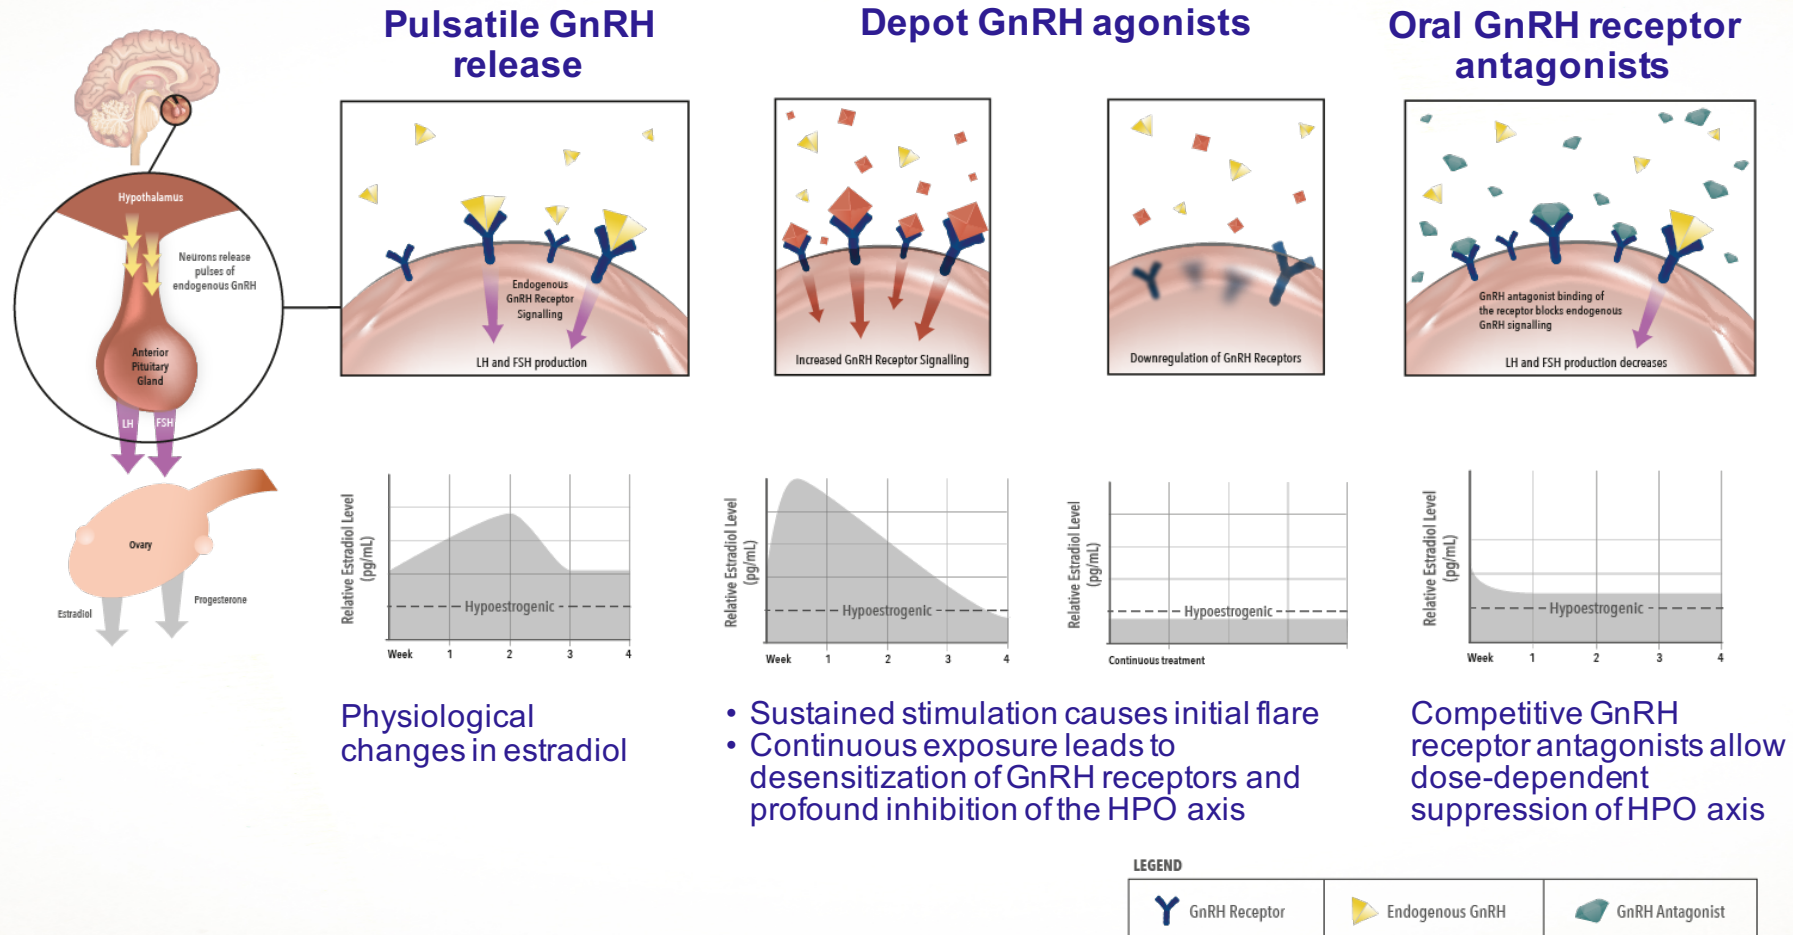 Pulsatile GnRH
release
Depot GnRH agonists
Oral GnRH receptor
antagonists
Hypothalamus
Neurons release
pulses of
endogenous GnRH
Anterior
Pituitary
Gland
LH
FSH
Ovary
Estradiol
Progesterone
Endogenous
GnRH Receptor
Signalling
LH and FSH production
Increased GnRH Receptor Signalling
Downregulation of GnRH Receptors
GnRH antagonist binding of
the receptor blocks endogenous
GnRH signalling
LH and FSH production decreases
Relative Estradiol Level
(pg/mL)
Hypoestrogenic
Week 1 2 3 4
Relative Estradiol Level
(pg/mL)
Hypoestrogenic
Week 1 2 3 4
Relative Estradiol Level
(pg/mL)
Hypoestrogenic
Continuous treatment
Relative Estradiol Level
(pg/mL)
Hypoestrogenic
Week 1 2 3 4
Physiological
changes in estradiol
• Sustained stimulation causes initial flare
• Continuous exposure leads to
desensitization of GnRH receptors and
profound inhibition of the HPO axis
Competitive GnRH
receptor antagonists allow
dose-dependent
suppression of HPO axis
LEGEND
GnRH Receptor
Endogenous GnRH
GnRH Antagonist